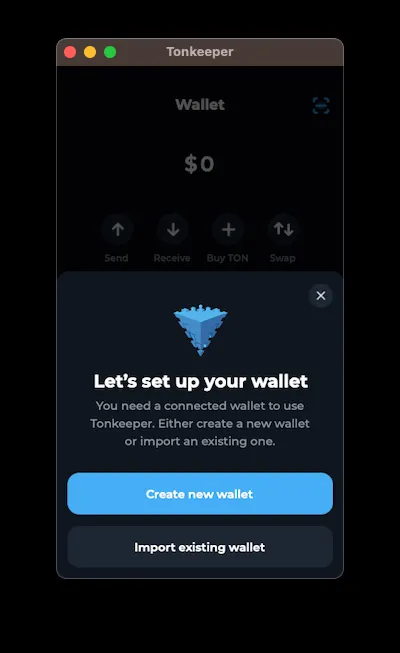 Tonkeeper
Wallet
$0
Send Receive Buy TON Swap
Let’s set up your wallet
You need a connected wallet to use
Tonkeeper. Either create a new wallet
or import an existing one.
Create new wallet
Import existing wallet